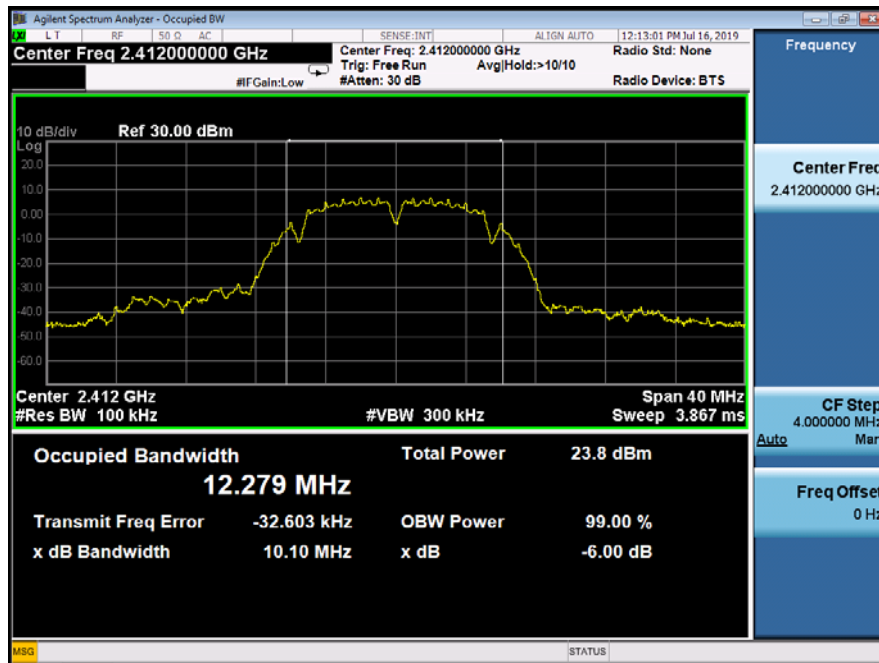 Agilent Spectrum Analyzer - Occupied BW
LXI L T RF 50 Ω AC SENSE:INT ALIGN AUTO 12:13:01 PM Jul 16, 2019
Center Freq 2.412000000 GHz
Center Freq: 2.412000000 GHz
Radio Std: None
Trig: Free Run Avg|Hold:>10/10
#IFGain:Low
#Atten: 30 dB
Radio Device: BTS
10 dB/div Ref 30.00 dBm
Log
20.0
10.0
0.00
-10.0
-20.0
-30.0
-40.0
-50.0
-60.0
Center 2.412 GHz
Span 40 MHz
#Res BW 100 kHz
#VBW 300 kHz
Sweep 3.867 ms
Occupied Bandwidth
Total Power 23.8 dBm
12.279 MHz
Transmit Freq Error -32.603 kHz
OBW Power 99.00 %
x dB Bandwidth 10.10 MHz
x dB -6.00 dB
Frequency
Center Freq
2.412000000 GHz
CF Step
4.000000 MHz
Auto Man
Freq Offset
0 Hz
MSG
STATUS